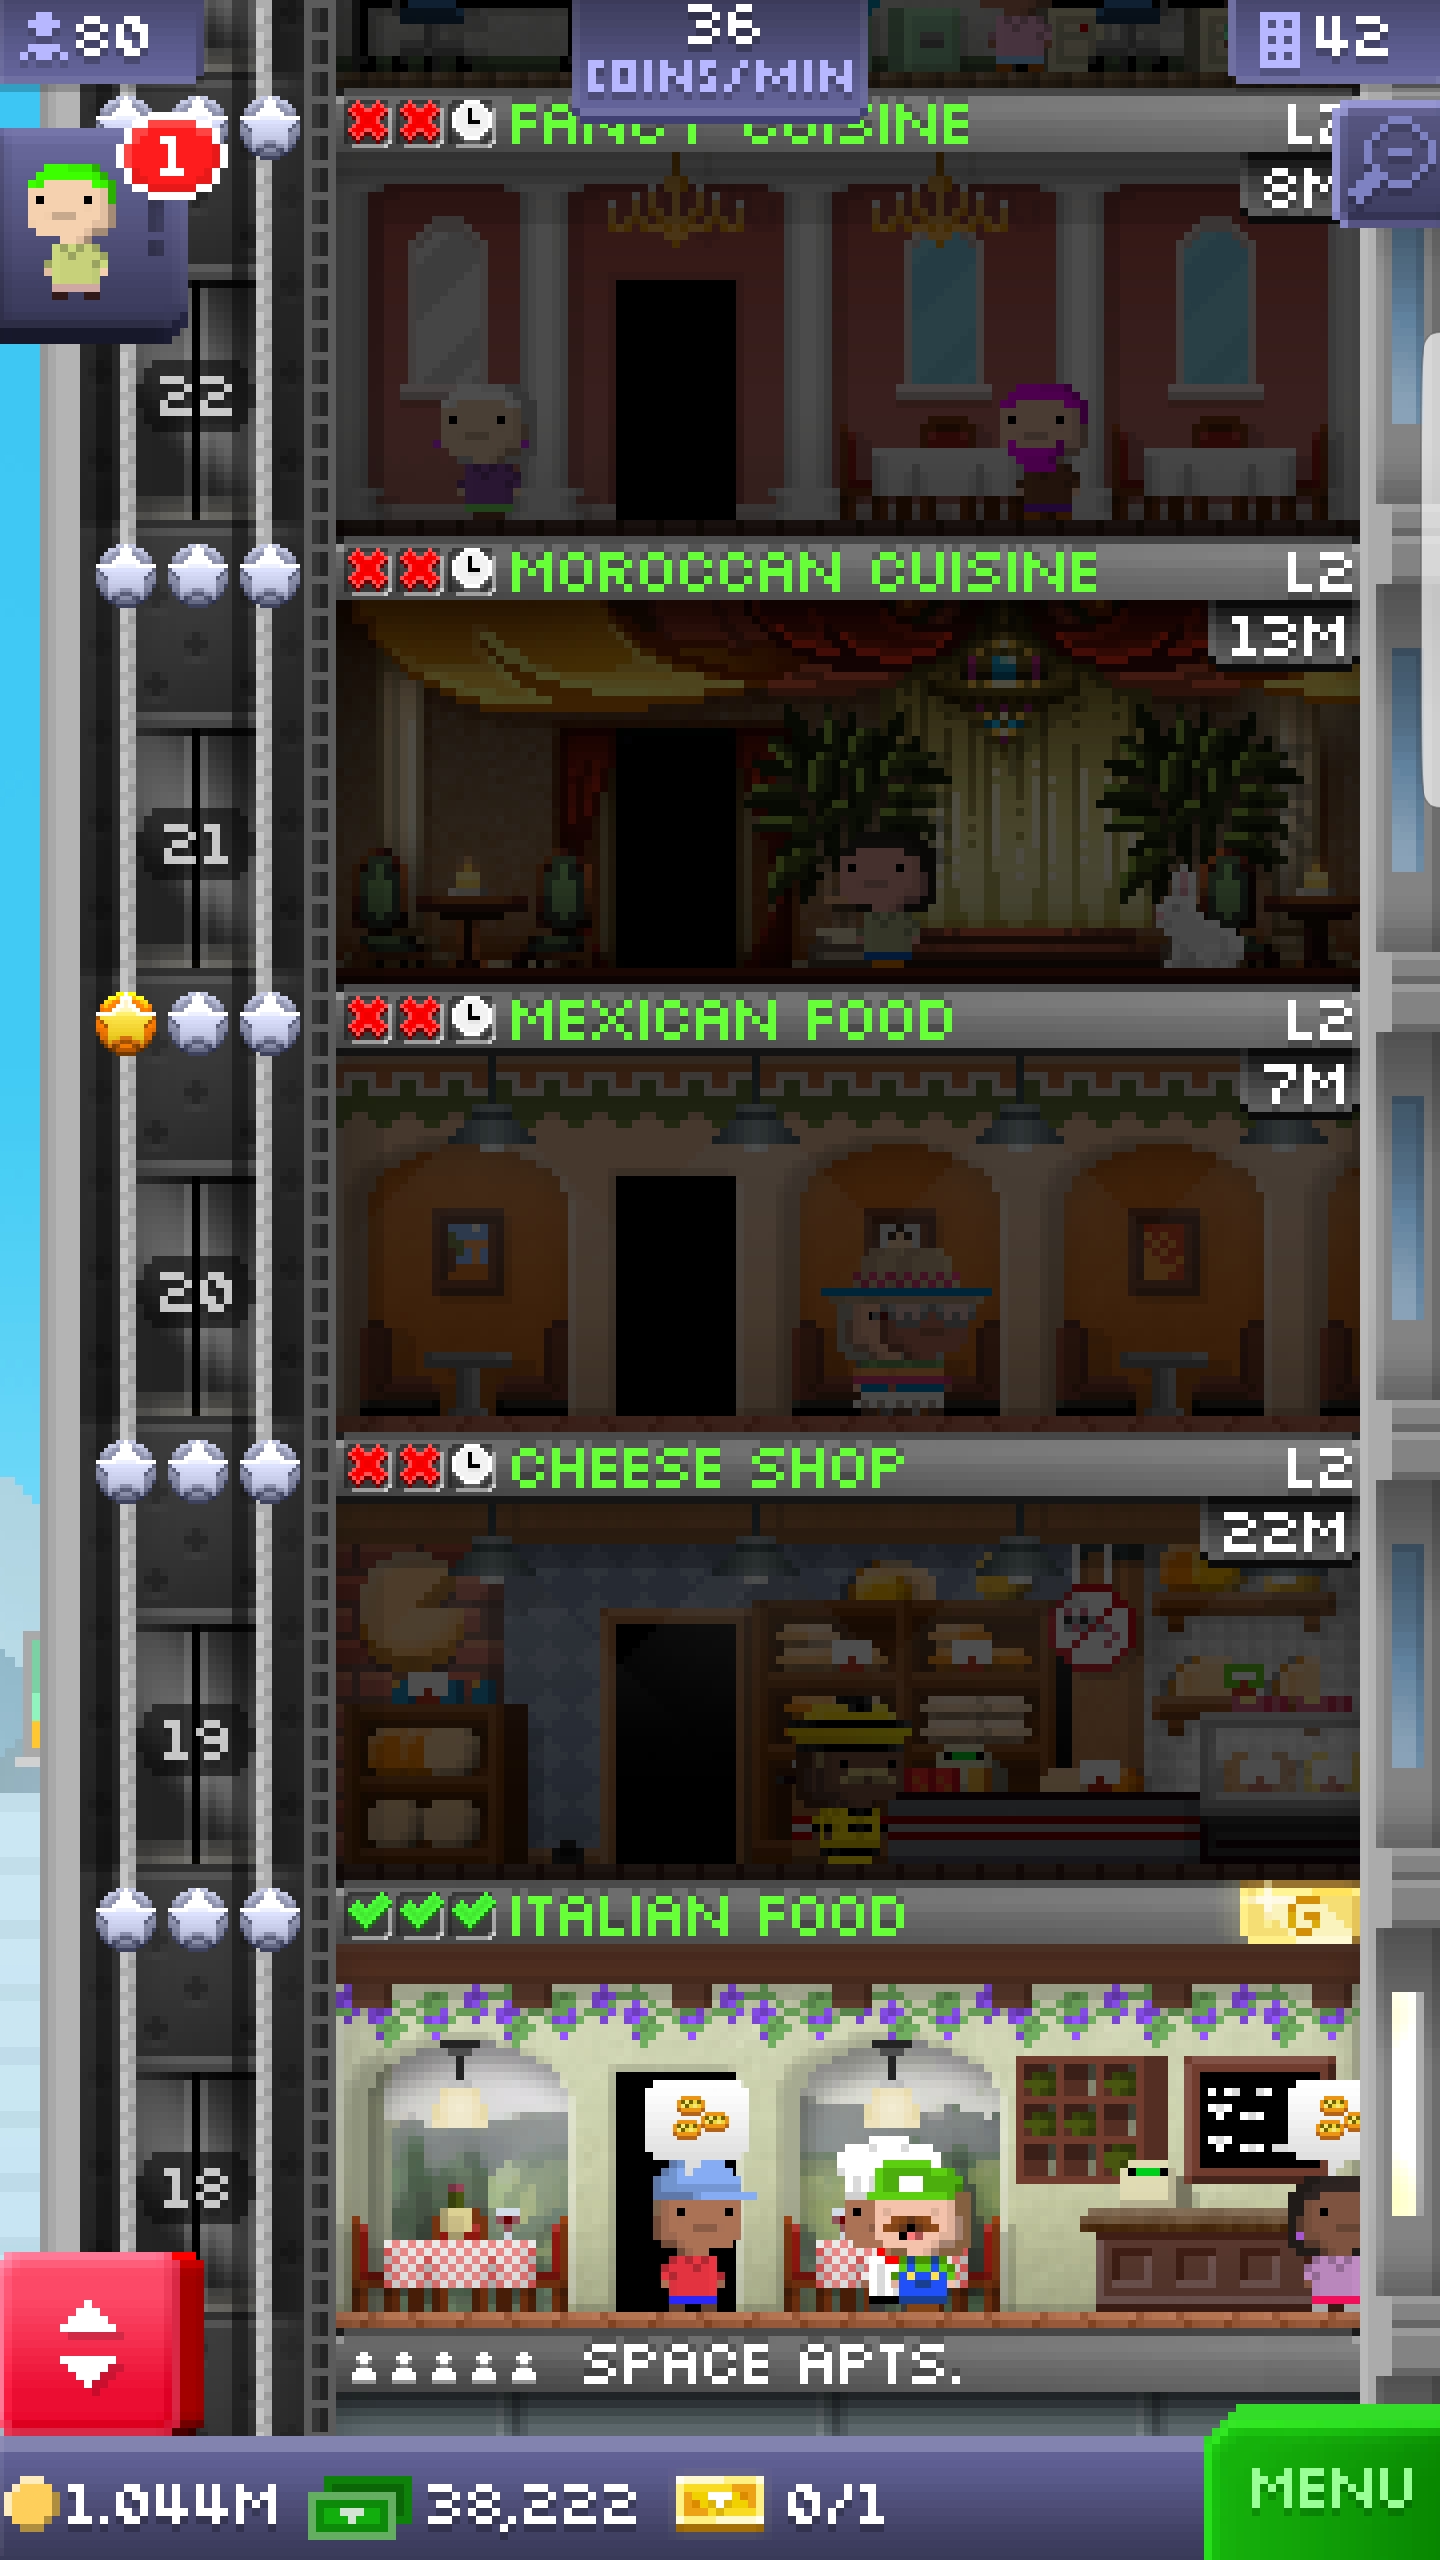 80
36
COINS/MIN
42
1
FANCY CUISINE
8M
22
MOROCCAN CUISINE L2
13M
21
MEXICAN FOOD L2
7M
20
CHEESE SHOP L2
22M
19
ITALIAN FOOD G
18
SPACE APTS.
1.044M 38,222 0/1
MENU